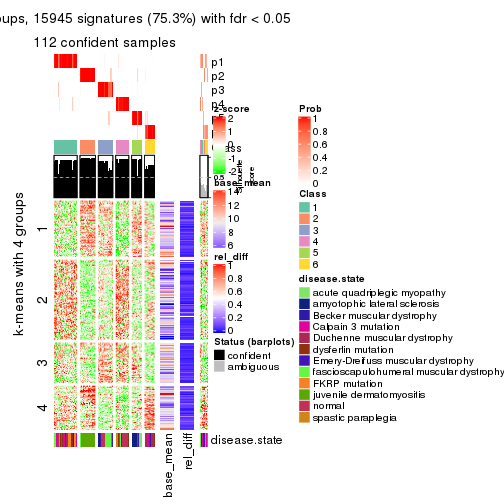 oups, 15945 signatures (75.3%) with fdr < 0.05
112 confident samples
p1
p2
p3
p4
z-score
2
1
0
-1
-2
Prob
1
0.8
0.6
0.4
0.2
0
Silhouette
score
0.5
base_mean
14
12
10
8
6
Class
1
2
3
4
5
6
k-means with 4 groups
1
2
3
4
rel_diff
1
0.8
0.6
0.4
0.2
0
disease.state
acute quadriplegic myopathy
amyotophic lateral sclerosis
Becker muscular dystrophy
Calpain 3 mutation
Duchenne muscular dystrophy
dysferlin mutation
Emery-Dreifuss muscular dystrophy
fascioscapulohumeral muscular dystrophy
FKRP mutation
juvenile dermatomyositis
normal
spastic paraplegia
Status (barplots)
confident
ambiguous
disease.state
base_mean
rel_diff